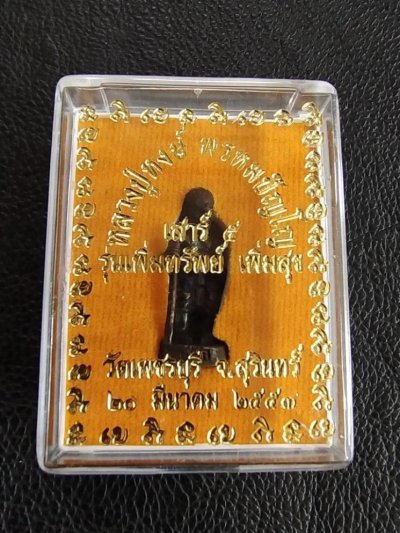 หลวงปู่หงษ์ พรหมปัญโญ
เสาร์ ๕
รุ่นเพิ่มทรัพย์ เพิ่มสุข
วัดเพชรบุรี จ.สุรินทร์
๒๐ มีนาคม ๒๕๕๓